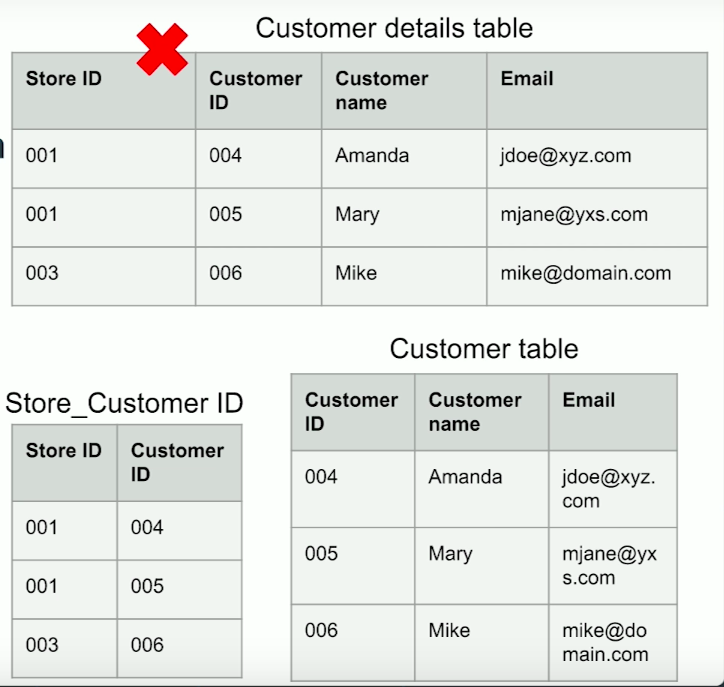 Customer details table
Store ID Customer ID Customer name Email
001 004 Amanda jdoe@xyz.com
001 005 Mary mjane@yxs.com
003 006 Mike mike@domain.com
Customer table
Customer ID Customer name Email
004 Amanda jdoe@xyz.
com
005 Mary mjane@yx
s.com
006 Mike mike@do
main.com
Store_Customer ID
Store ID Customer ID
001 004
001 005
003 006